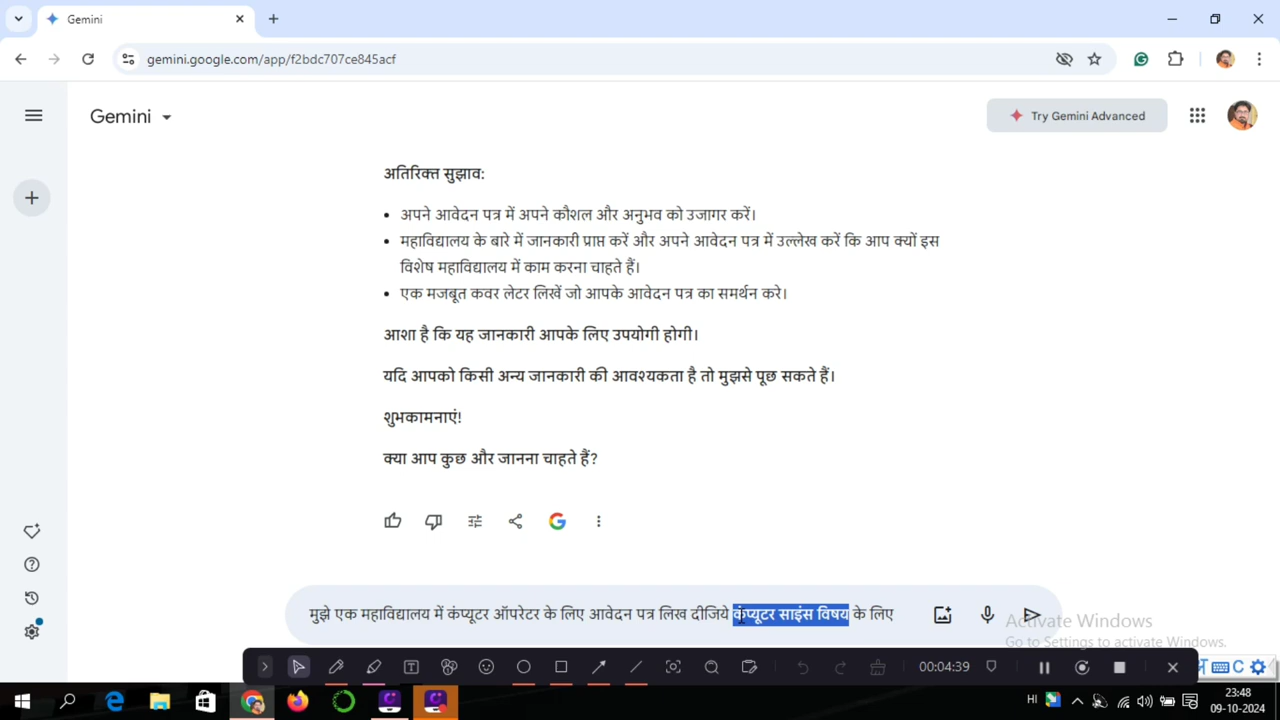 Gemini
gemini.google.com/app/f2bdc707ce845acf
Gemini
Try Gemini Advanced
अतिरिक्त सुझाव:
• अपने आवेदन पत्र में अपने कौशल और अनुभव को उजागर करें।
• महाविद्यालय के बारे में जानकारी प्राप्त करें और अपने आवेदन पत्र में उल्लेख करें कि आप क्यों इस
विशेष महाविद्यालय में काम करना चाहते हैं।
• एक मजबूत कवर लेटर लिखें जो आपके आवेदन पत्र का समर्थन करे।
आशा है कि यह जानकारी आपके लिए उपयोगी होगी।
यदि आपको किसी अन्य जानकारी की आवश्यकता है तो मुझसे पूछ सकते हैं।
शुभकामनाएं!
क्या आप कुछ और जानना चाहते हैं?
मुझे एक महाविद्यालय में कंप्यूटर ऑपरेटर के लिए आवेदन पत्र लिख दीजिये कंप्यूटर साइंस विषय के लिए
Activate Windows
Go to Settings to activate Windows.
00:04:39
HI
23:48
09-10-2024